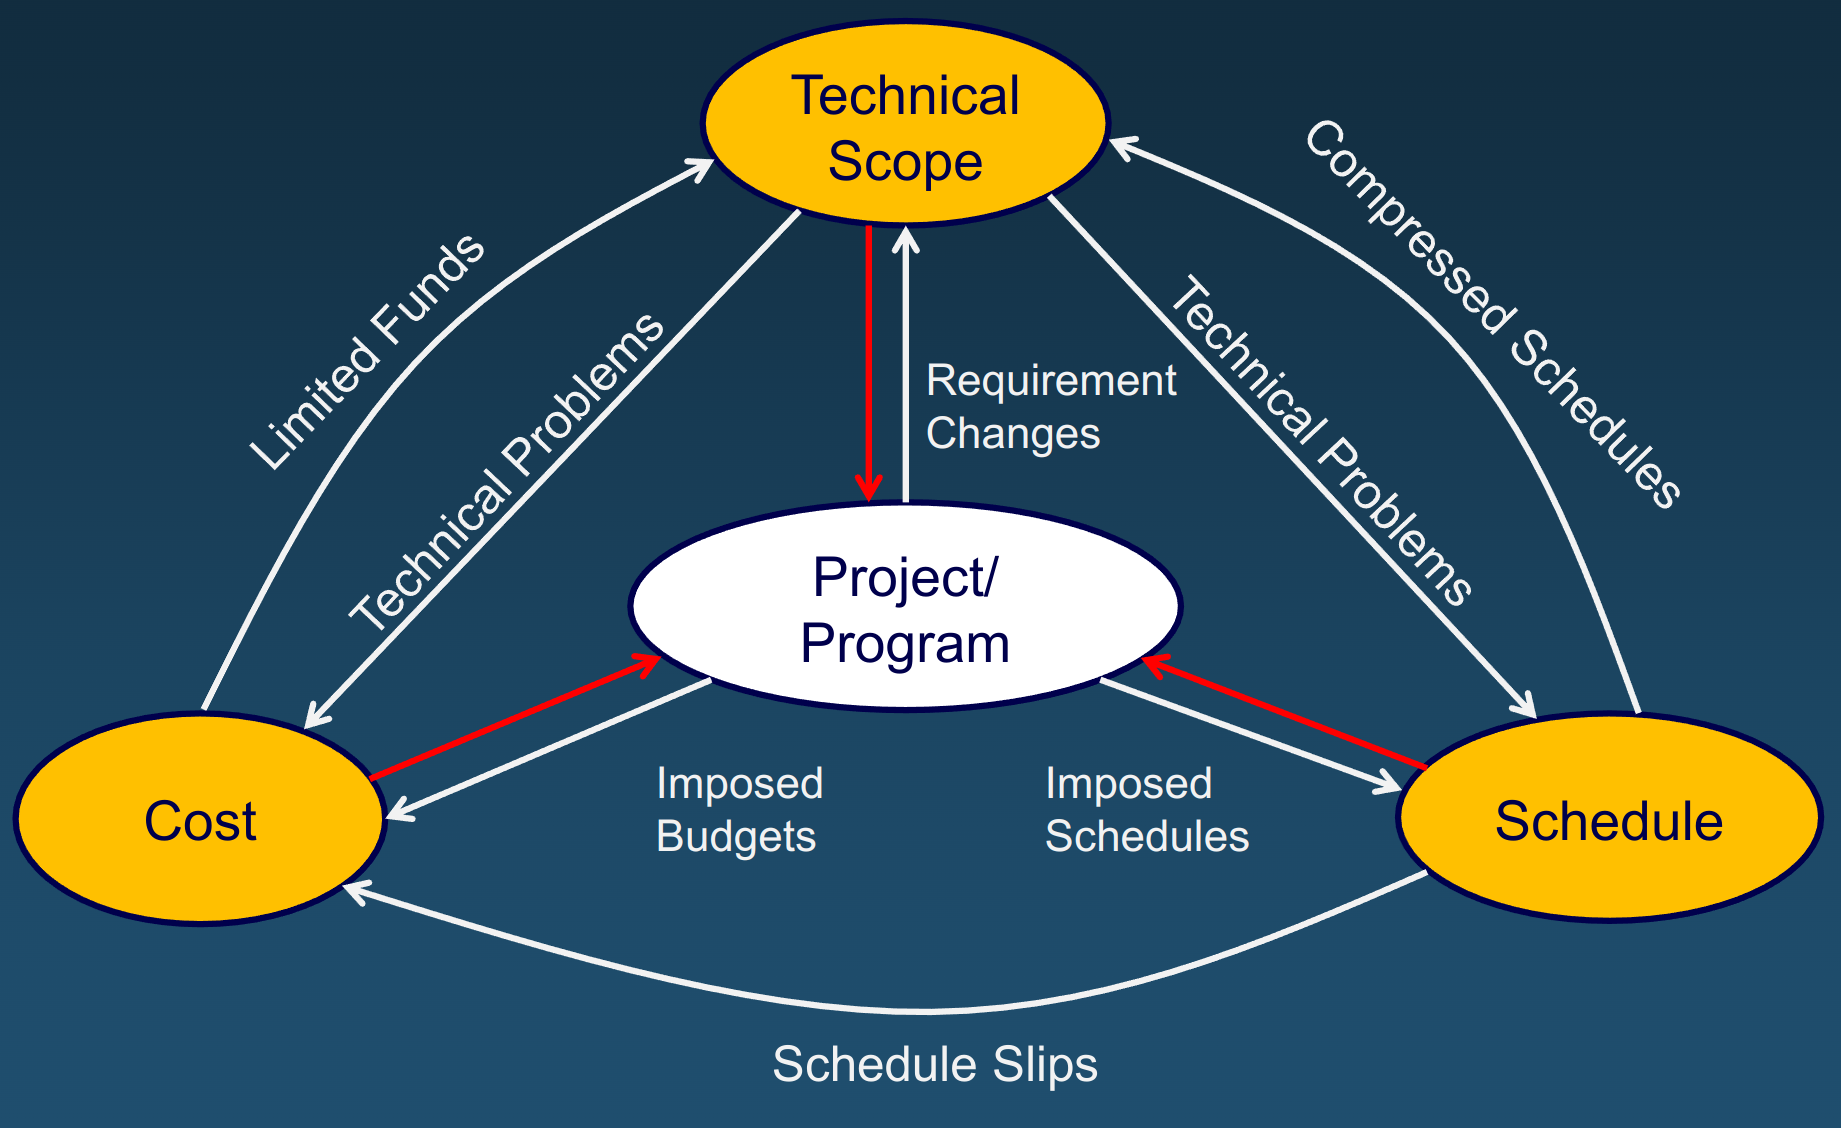 Technical
Scope
Compressed Schedules
Limited Funds
Technical Problems
Technical Problems
Requirement
Changes
Project/
Program
Imposed
Budgets
Imposed
Schedules
Cost
Schedule
Schedule Slips